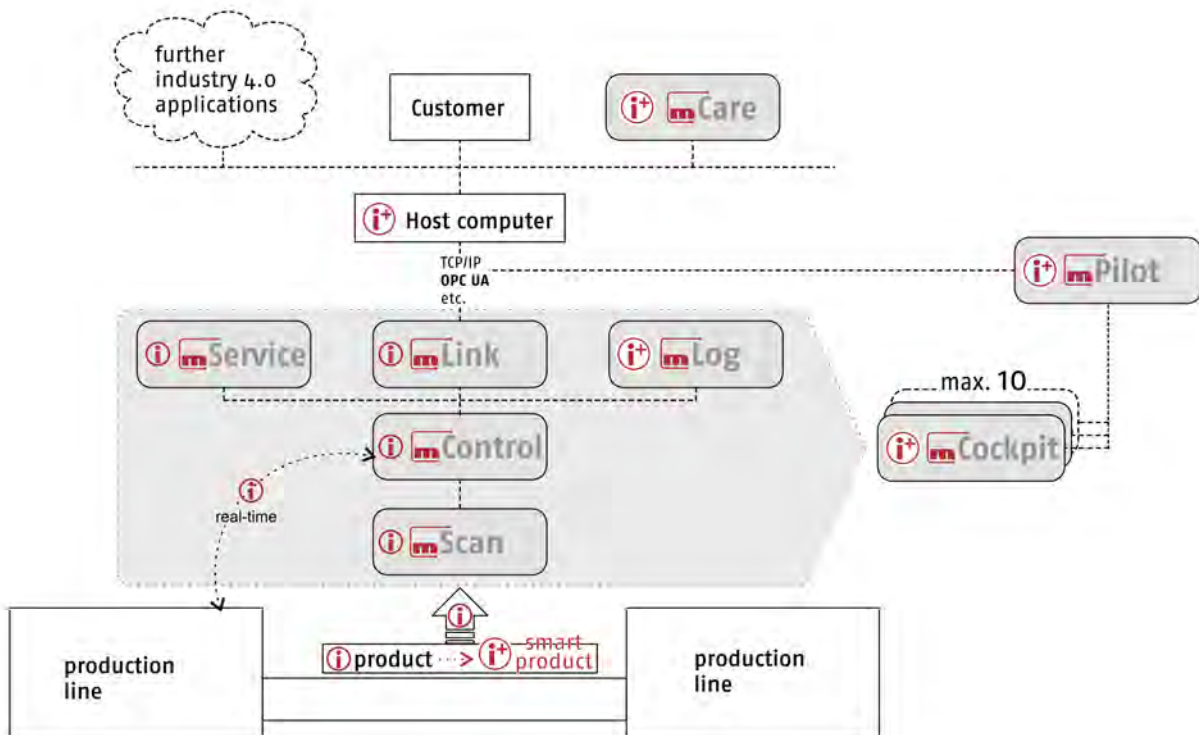 further
industry 4.0
applications
Customer
i+ m Care
i+ Host computer
TCP/IP
OPC UA
etc.
i+ m Pilot
i m Service
i m Link
i+ m Log
max. 10
i m Control
i+ m Cockpit
i
real-time
i m Scan
i
i product
i+ smart
product
production
line
production
line